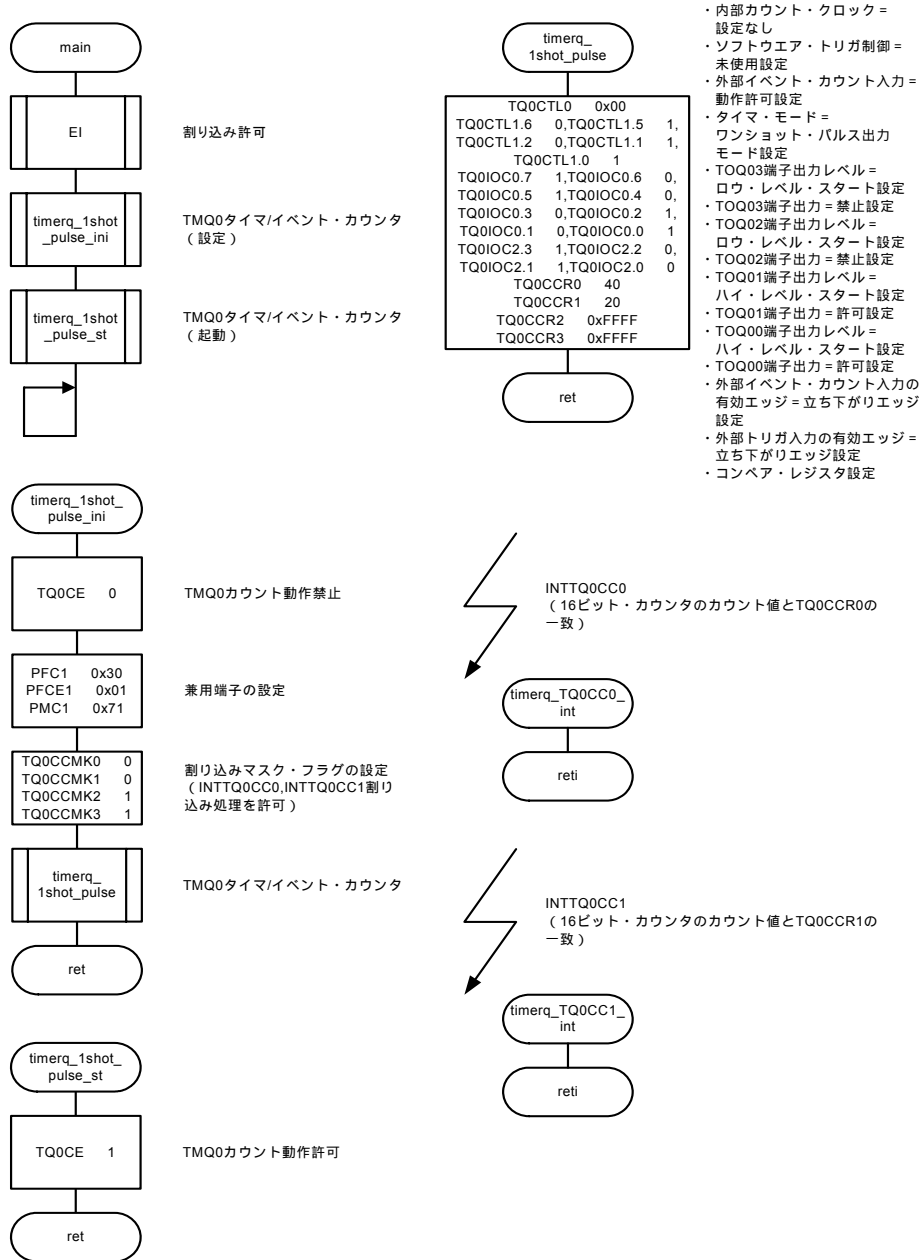 main
EI
割り込み許可
timerq_1shot
_pulse_ini
TMQ0タイマ/イベント・カウンタ
(設定)
timerq_1shot
_pulse_st
TMQ0タイマ/イベント・カウンタ
(起動)
timerq_
1shot_pulse
TQ0CTL0 0x00
TQ0CTL1.6 0,TQ0CTL1.5 1,
TQ0CTL1.2 0,TQ0CTL1.1 1,
TQ0CTL1.0 1
TQ0IOC0.7 1,TQ0IOC0.6 0,
TQ0IOC0.5 1,TQ0IOC0.4 0,
TQ0IOC0.3 0,TQ0IOC0.2 1,
TQ0IOC0.1 0,TQ0IOC0.0 1
TQ0IOC2.3 1,TQ0IOC2.2 0,
TQ0IOC2.1 1,TQ0IOC2.0 0
TQ0CCR0 40
TQ0CCR1 20
TQ0CCR2 0xFFFF
TQ0CCR3 0xFFFF
ret
・内部カウント・クロック=
設定なし
・ソフトウエア・トリガ制御=
未使用設定
・外部イベント・カウント入力=
動作許可設定
・タイマ・モード=
ワンショット・パルス出力
モード設定
・TOQ03端子出力レベル=
ロウ・レベル・スタート設定
・TOQ03端子出力=禁止設定
・TOQ02端子出力レベル=
ロウ・レベル・スタート設定
・TOQ02端子出力=禁止設定
・TOQ01端子出力レベル=
ハイ・レベル・スタート設定
・TOQ01端子出力=許可設定
・TOQ00端子出力レベル=
ハイ・レベル・スタート設定
・TOQ00端子出力=許可設定
・外部イベント・カウント入力の
有効エッジ=立ち下がりエッジ
設定
・外部トリガ入力の有効エッジ=
立ち下がりエッジ設定
・コンペア・レジスタ設定
timerq_1shot_
pulse_ini
TQ0CE 0
TMQ0カウント動作禁止
PFC1 0x30
PFCE1 0x01
PMC1 0x71
兼用端子の設定
TQ0CCMK0 0
TQ0CCMK1 0
TQ0CCMK2 1
TQ0CCMK3 1
割り込みマスク・フラグの設定
(INTTQ0CC0,INTTQ0CC1割り
込み処理を許可)
timerq_
1shot_pulse
TMQ0タイマ/イベント・カウンタ
ret
INTTQ0CC0
(16ビット・カウンタのカウント値とTQ0CCR0の
一致)
timerq_TQ0CC0_
int
reti
INTTQ0CC1
(16ビット・カウンタのカウント値とTQ0CCR1の
一致)
timerq_TQ0CC1_
int
reti
timerq_1shot_
pulse_st
TQ0CE 1
TMQ0カウント動作許可
ret